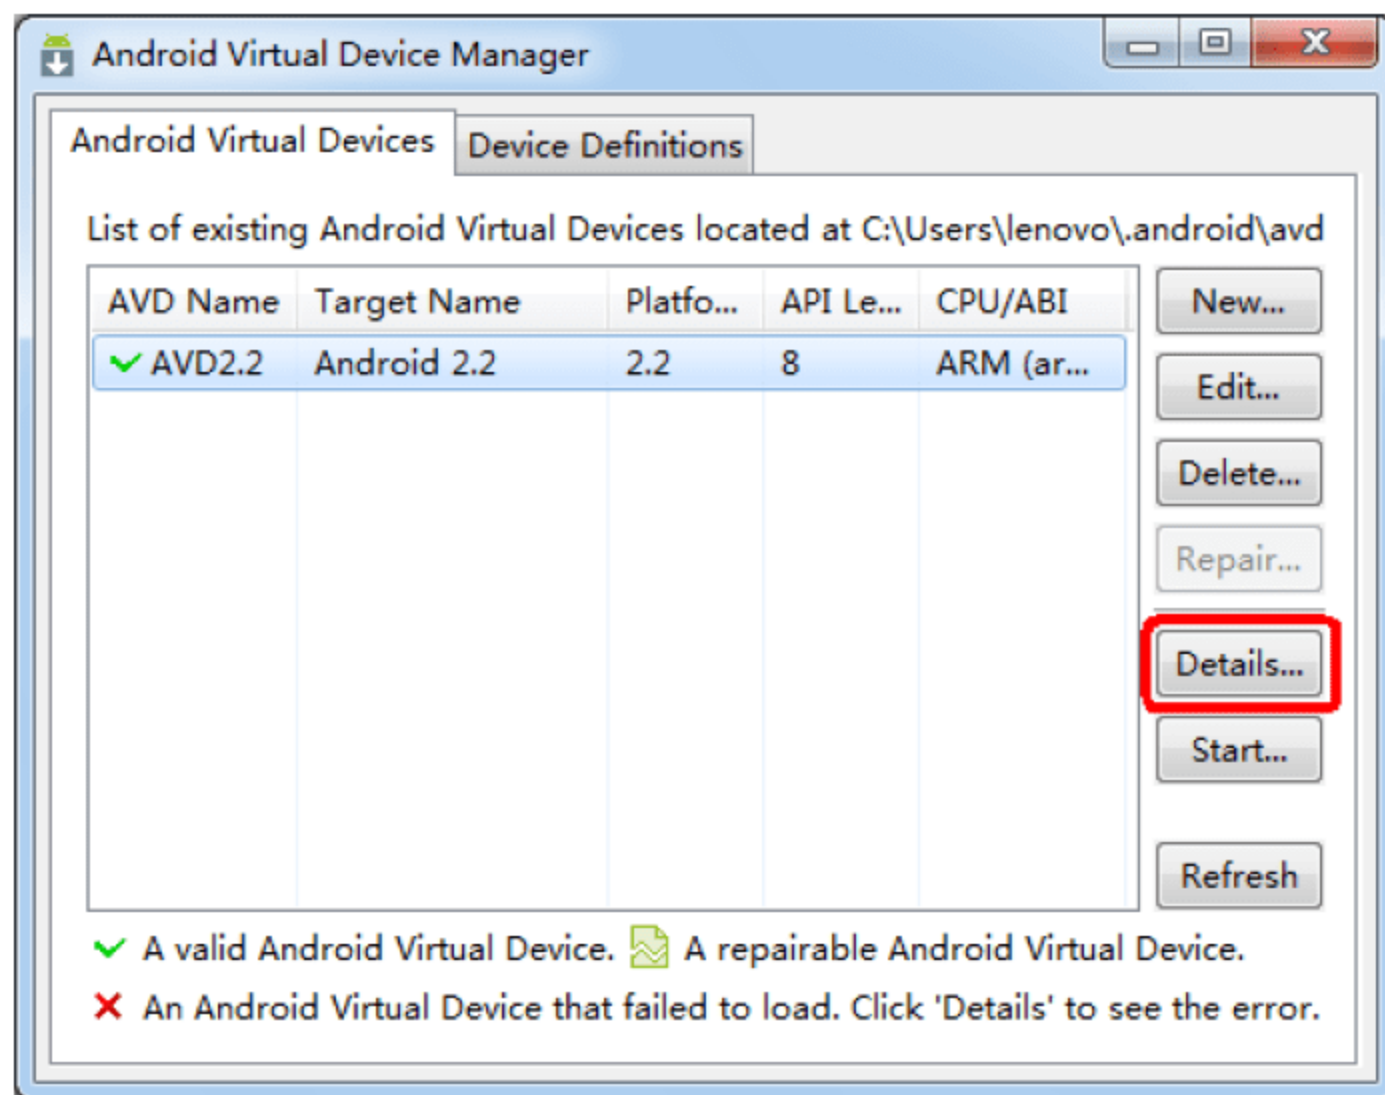 Android Virtual Device Manager
Android Virtual Devices Device Definitions
List of existing Android Virtual Devices located at C:\Users\lenovo\.android\avd
AVD Name Target Name Platfo... API Le... CPU/ABI
AVD2.2 Android 2.2 2.2 8 ARM (ar...
New...
Edit...
Delete...
Repair...
Details...
Start...
Refresh
A valid Android Virtual Device. A repairable Android Virtual Device.
An Android Virtual Device that failed to load. Click 'Details' to see the error.